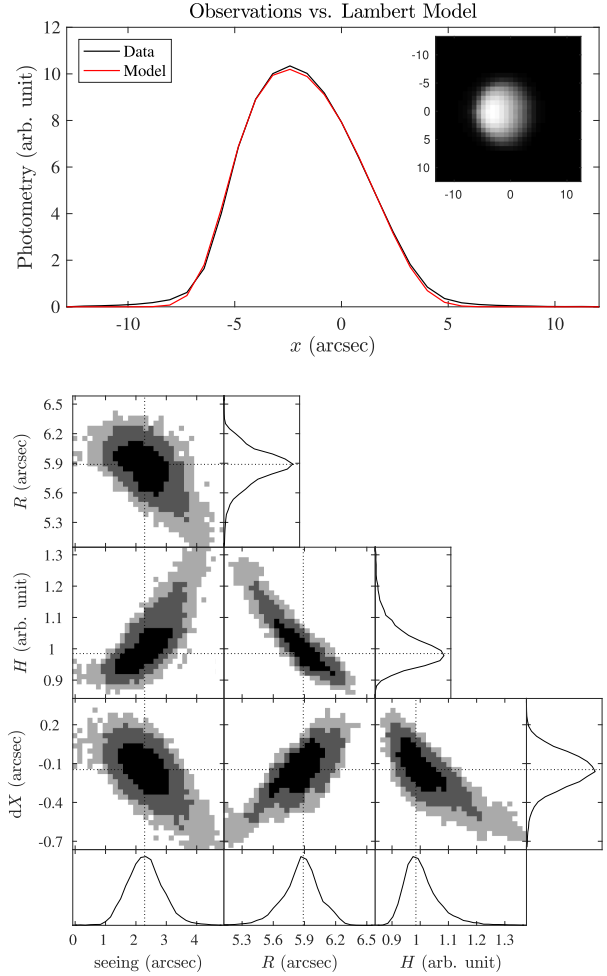 Observations vs. Lambert Model
Data
Model
Photometry (arb. unit)
12
10
8
6
4
2
0
-10 -5 0 5 10
x (arcsec)
-10
-5
0
5
10
-10 0 10
R (arcsec)
6.5
6.2
5.9
5.6
5.3
H (arb. unit)
1.3
1.2
1.1
1
0.9
dX (arcsec)
0.2
-0.1
-0.4
-0.7
0 1 2 3 4 5.3 5.6 5.9 6.2 6.5 0.9 1 1.1 1.2 1.3
seeing (arcsec) R (arcsec) H (arb. unit)